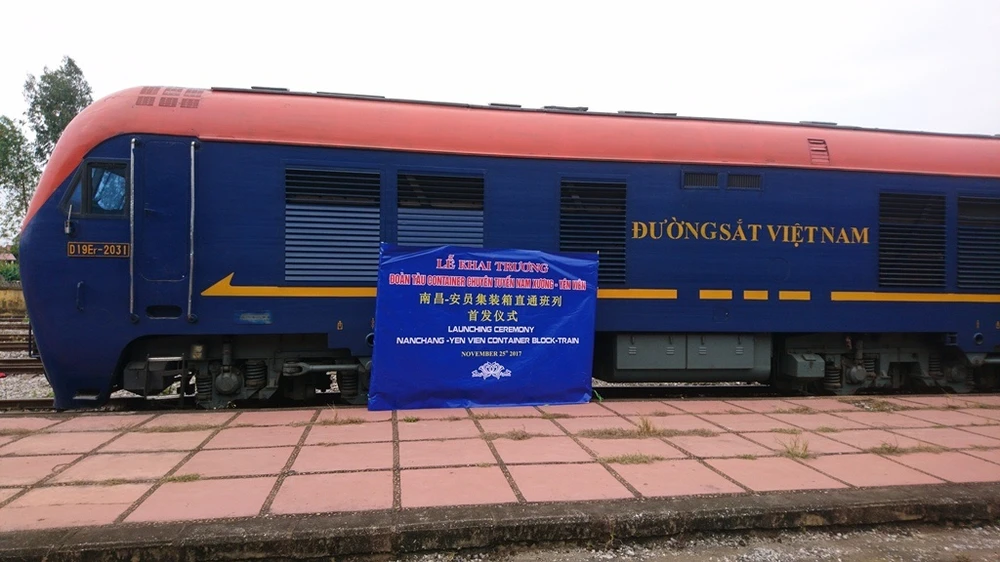 D19Er-2031
ĐƯỜNG SẮT VIỆT NAM
LỄ KHAI TRƯƠNG
ĐOÀN TÀU CONTAINER CHUYÊN TUYẾN NAM XƯƠNG - YÊN VIÊN
南昌-安员集装箱直通班列
首发仪式
LAUNCHING CEREMONY
NANCHANG -YEN VIEN CONTAINER BLOCK-TRAIN
NOVEMBER 25th 2017